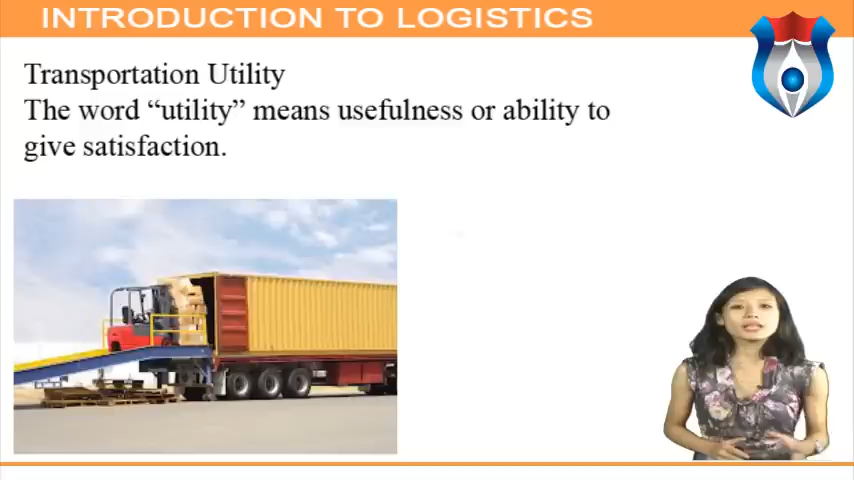 INTRODUCTION TO LOGISTICS
Transportation Utility
The word “utility” means usefulness or ability to
give satisfaction.